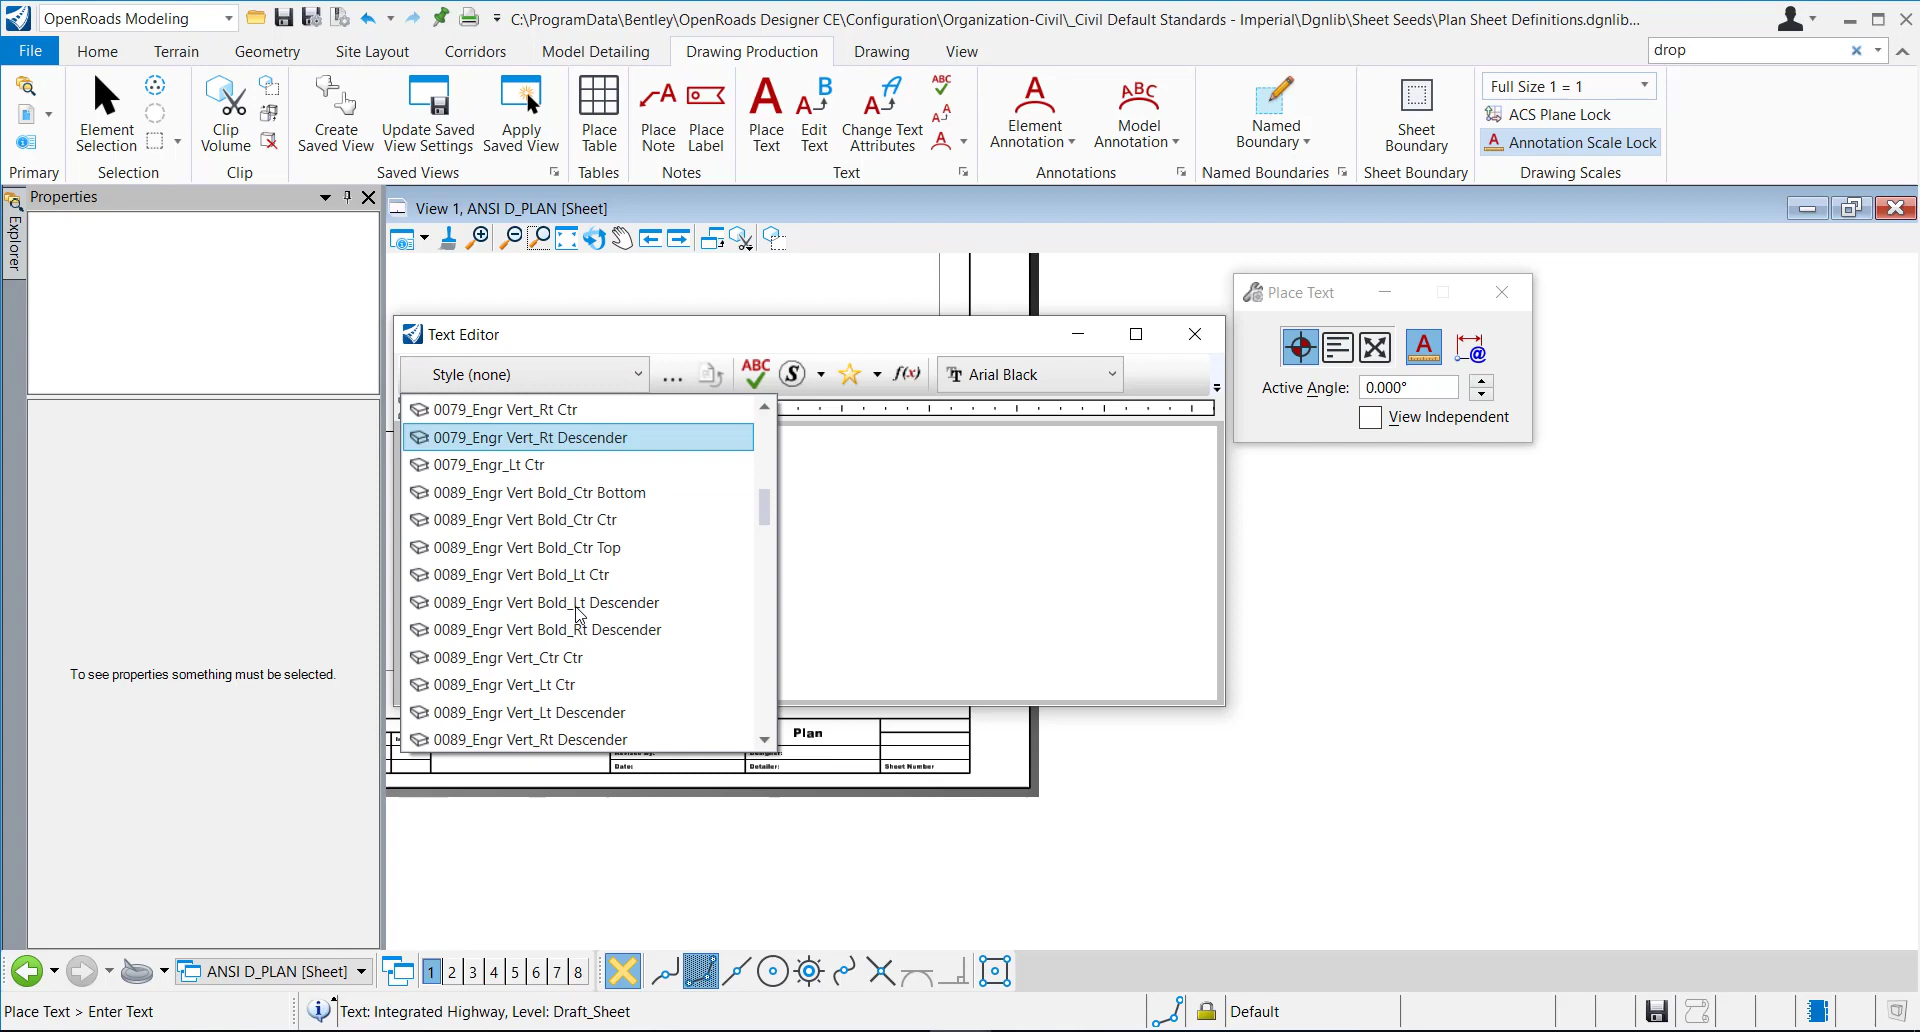 OpenRoads Modeling
C:\ProgramData\Bentley\OpenRoads Designer CE\Configuration\Organization-Civil\_Civil Default Standards - Imperial\Dgnlib\Sheet Seeds\Plan Sheet Definitions.dgnlib...
File
Home
Terrain
Geometry
Site Layout
Corridors
Model Detailing
Drawing Production
Drawing
View
drop
Element Selection
Clip Volume
Create Saved View
Update Saved View Settings
Apply Saved View
Place Table
Place Note
Place Label
Place Text
Edit Text
Change Text Attributes
Element Annotation
Model Annotation
Named Boundary
Sheet Boundary
Full Size 1 = 1
ACS Plane Lock
Annotation Scale Lock
Primary
Selection
Clip
Saved Views
Tables
Notes
Text
Annotations
Named Boundaries
Sheet Boundary
Drawing Scales
Explorer
Properties
To see properties something must be selected.
View 1, ANSI D_PLAN [Sheet]
Text Editor
Style (none)
ABC
f(x)
Arial Black
0079_Engr Vert_Rt Ctr
0079_Engr Vert_Rt Descender
0079_Engr_Lt Ctr
0089_Engr Vert Bold_Ctr Bottom
0089_Engr Vert Bold_Ctr Ctr
0089_Engr Vert Bold_Ctr Top
0089_Engr Vert Bold_Lt Ctr
0089_Engr Vert Bold_Lt Descender
0089_Engr Vert Bold_Rt Descender
0089_Engr Vert_Ctr Ctr
0089_Engr Vert_Lt Ctr
0089_Engr Vert_Lt Descender
0089_Engr Vert_Rt Descender
Place Text
Active Angle: 0.000°
View Independent
Plan
Date:
Detailer:
Sheet Number
ANSI D_PLAN [Sheet]
1 2 3 4 5 6 7 8
Place Text > Enter Text
Text: Integrated Highway, Level: Draft_Sheet
Default